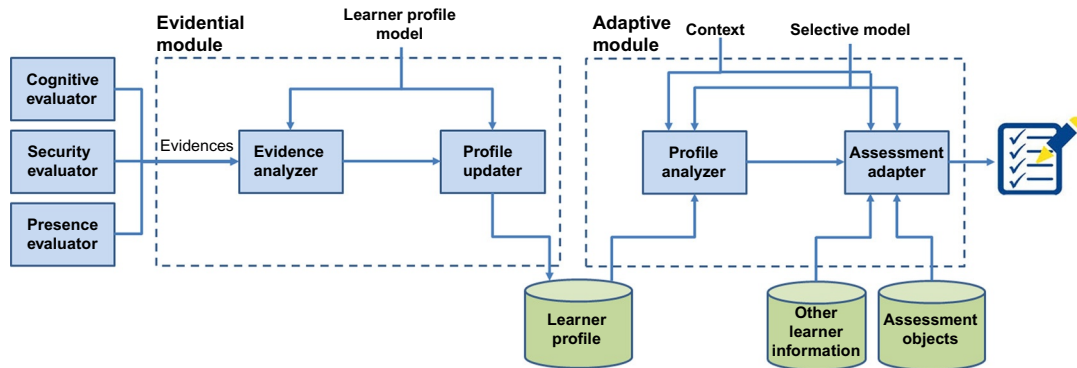 Evidential
module
Learner profile
model
Adaptive
module
Context
Selective model
Cognitive
evaluator
Security
evaluator
Presence
evaluator
Evidences
Evidence
analyzer
Profile
updater
Profile
analyzer
Assessment
adapter
Learner
profile
Other
learner
information
Assessment
objects